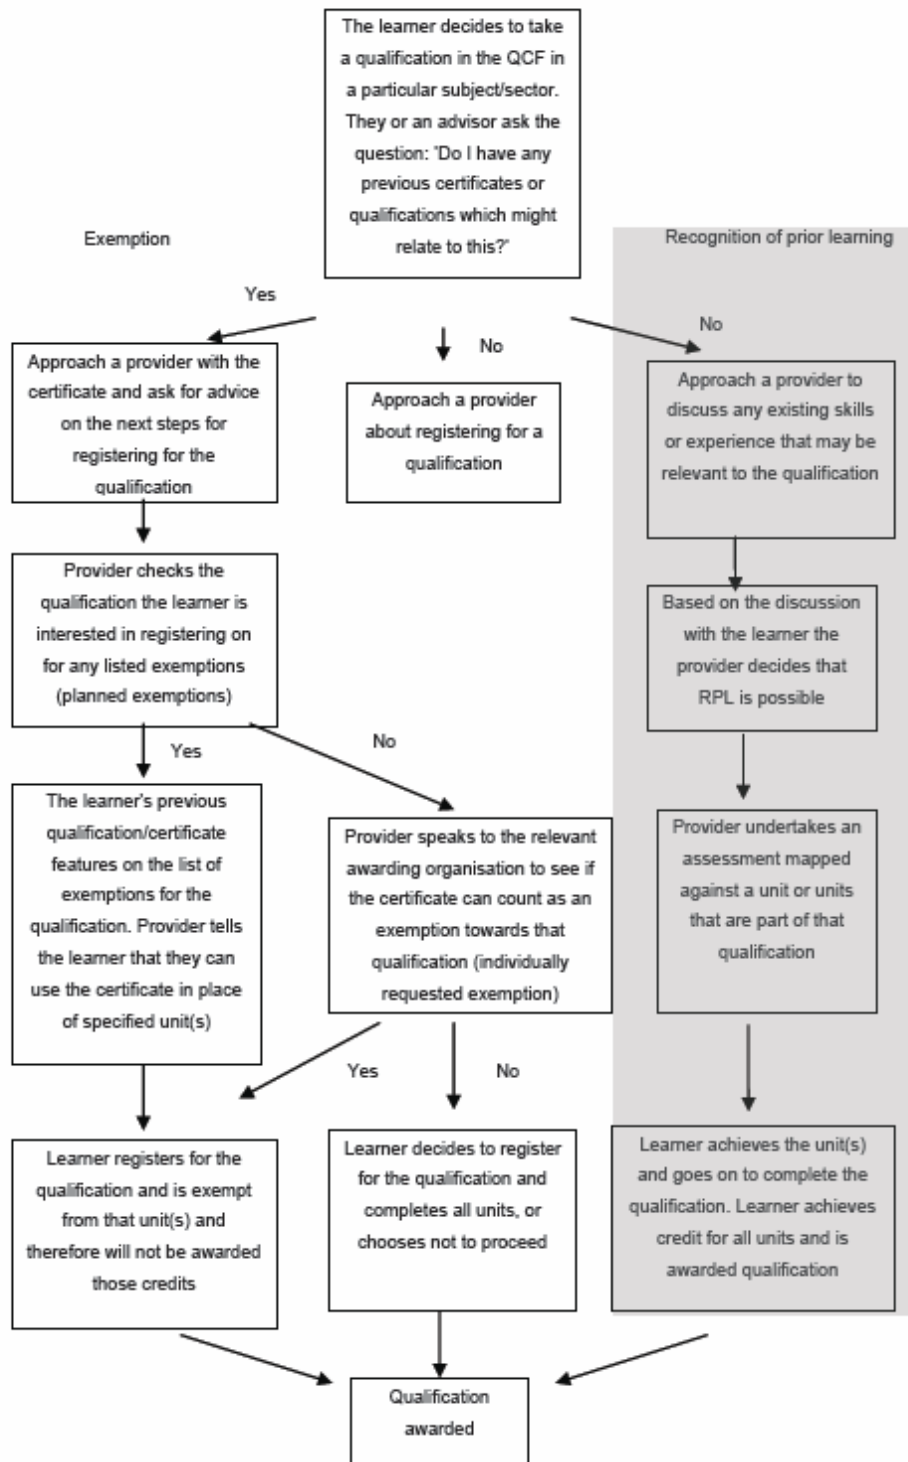 The learner decides to take
a qualification in the QCF in
a particular subject/sector.
They or an advisor ask the
question: 'Do I have any
previous certificates or
qualifications which might
relate to this?'
Exemption
Recognition of prior learning
Yes
No
No
Approach a provider with the
certificate and ask for advice
on the next steps for
registering for the
qualification
Approach a provider
about registering for a
qualification
Approach a provider to
discuss any existing skills
or experience that may be
relevant to the qualification
Provider checks the
qualification the learner is
interested in registering on
for any listed exemptions
(planned exemptions)
Based on the discussion
with the learner the
provider decides that
RPL is possible
Yes
No
The learner's previous
qualification/certificate
features on the list of
exemptions for the
qualification. Provider tells
the learner that they can
use the certificate in place
of specified unit(s)
Provider speaks to the relevant
awarding organisation to see if
the certificate can count as an
exemption towards that
qualification (individually
requested exemption)
Provider undertakes an
assessment mapped
against a unit or units
that are part of that
qualification
Yes
No
Learner registers for the
qualification and is exempt
from that unit(s) and
therefore will not be awarded
those credits
Learner decides to register
for the qualification and
completes all units, or
chooses not to proceed
Learner achieves the unit(s)
and goes on to complete the
qualification. Learner achieves
credit for all units and is
awarded qualification
Qualification
awarded